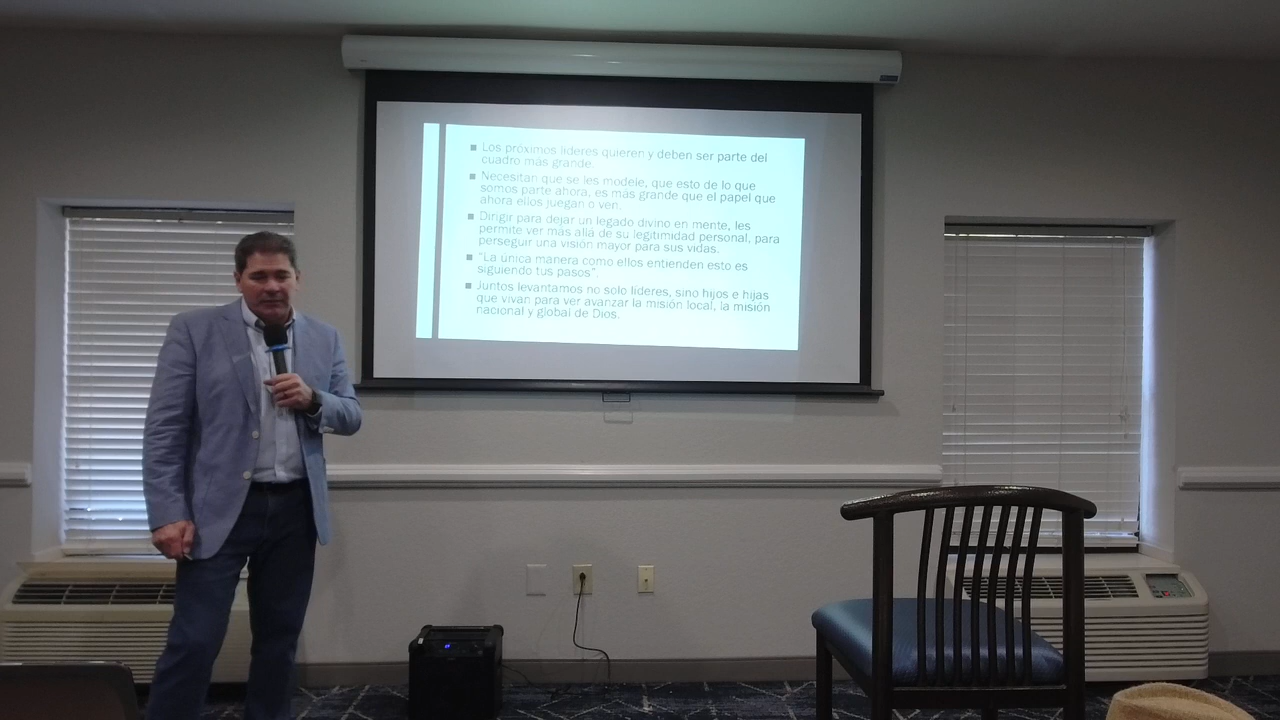 Los próximos líderes quieren y deben ser parte del
cuadro más grande.
Necesitan que se les modele, que esto de lo que
somos parte ahora, es más grande que el papel que
ahora ellos juegan o ven.
Dirigir para dejar un legado divino en mente, les
permite ver más allá de su legitimidad personal, para
perseguir una visión mayor para sus vidas.
"La única manera como ellos entienden esto es
siguiendo tus pasos".
Juntos levantamos no solo líderes, sino hijos e hijas
que vivan para ver avanzar la misión local, la misión
nacional y global de Dios.